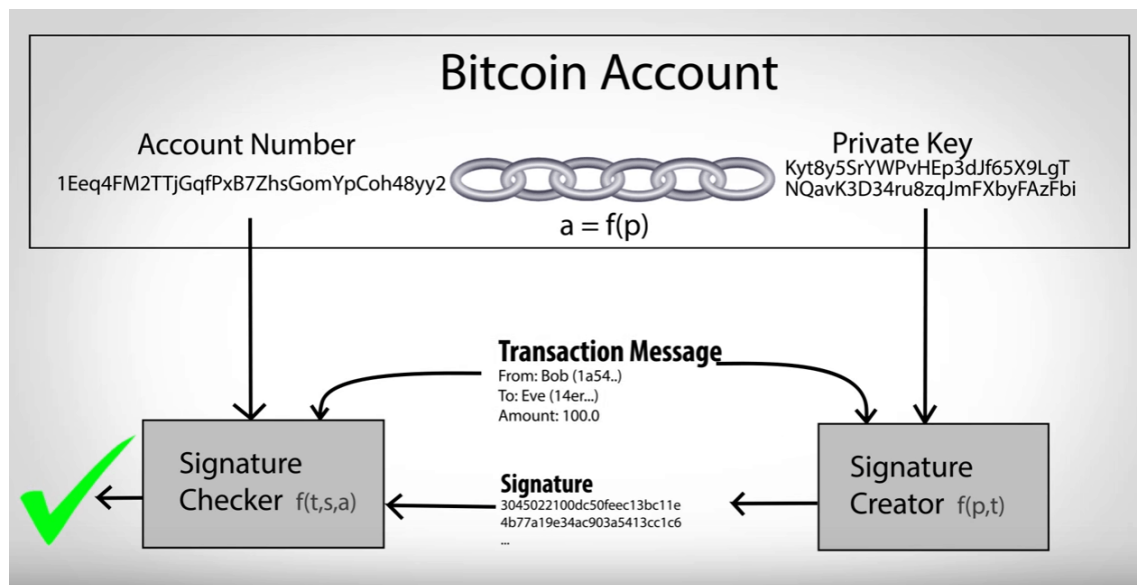 Bitcoin Account
Account Number
1Eeq4FM2TTjGqfPxB7ZhsGomYpCoh48yy2
Private Key
Kyt8y5SrYWPvHEp3dJf65X9LgT
NQavK3D34ru8zqJmFXbyFAzFbi
a = f(p)
Transaction Message
From: Bob (1a54..)
To: Eve (14er...)
Amount: 100.0
Signature
Checker f(t,s,a)
Signature
3045022100dc50feec13bc11e
4b77a19e34ac903a5413cc1c6
...
Signature
Creator f(p,t)